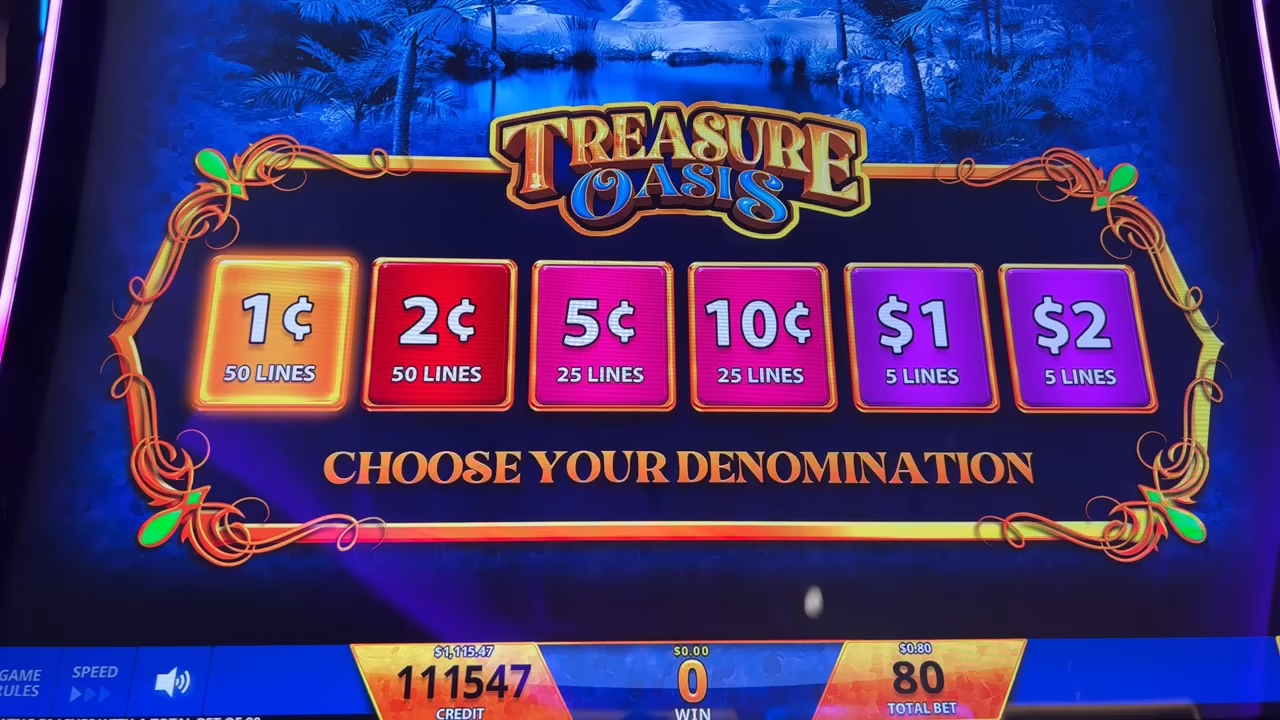 TREASURE
OASIS
1¢
50 LINES
2¢
50 LINES
5¢
25 LINES
10¢
25 LINES
$1
5 LINES
$2
5 LINES
CHOOSE YOUR DENOMINATION
GAME
RULES
SPEED
$1,115.47
111547
CREDIT
$0.00
0
WIN
$0.80
80
TOTAL BET